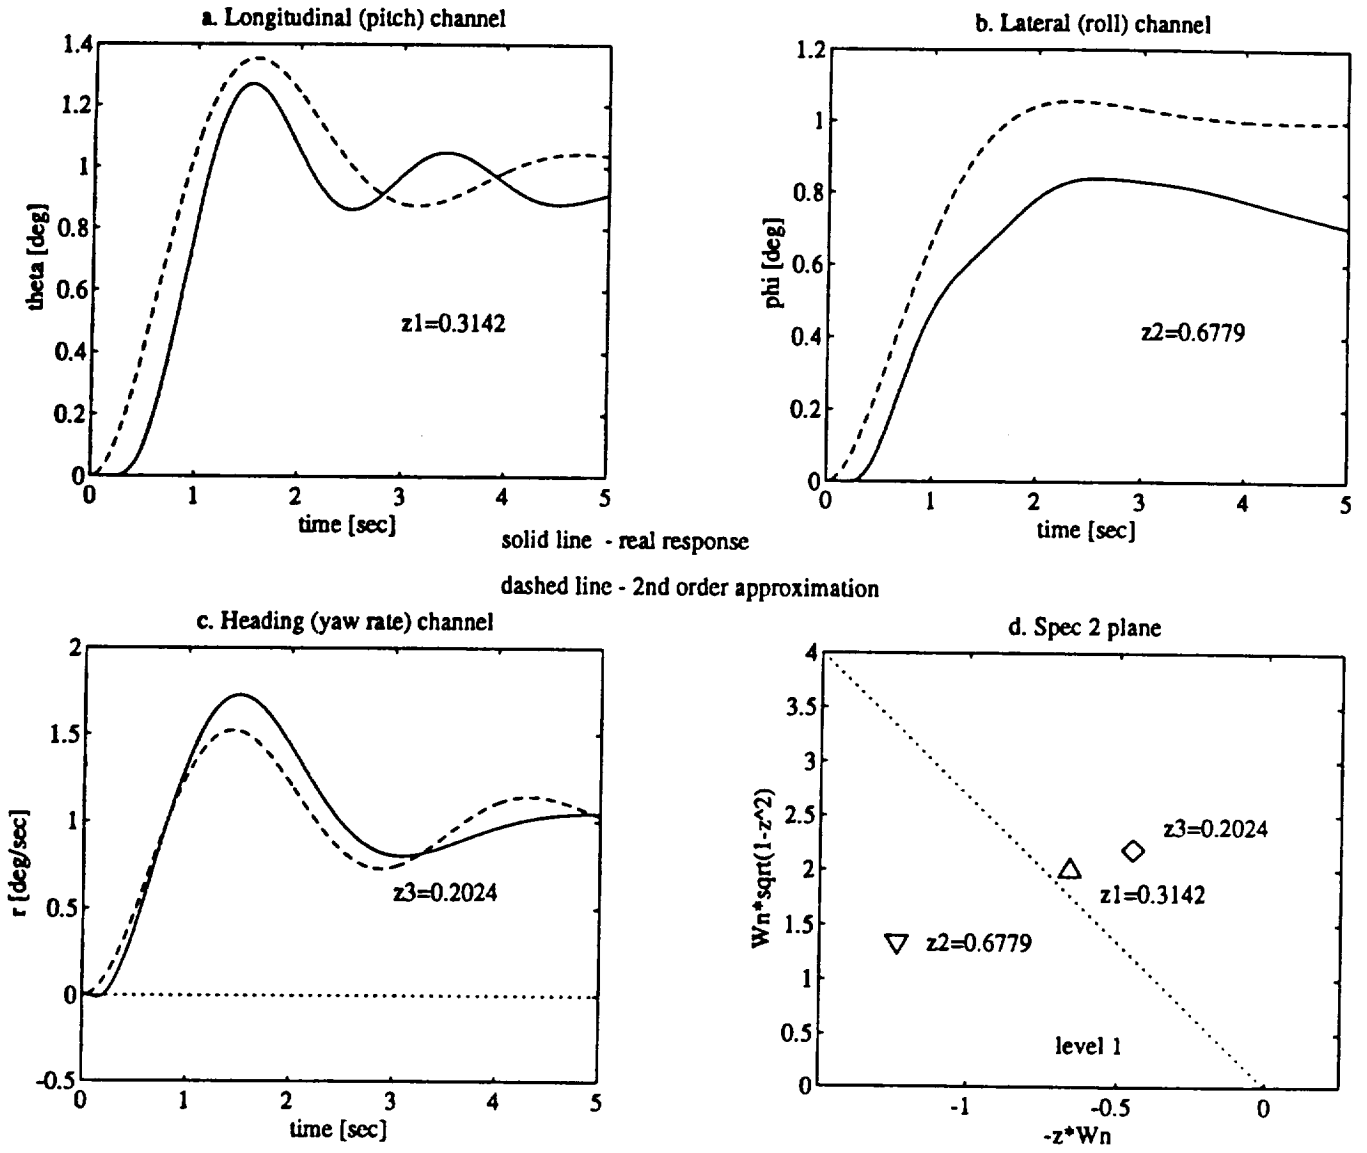 a. Longitudinal (pitch) channel
1.4
1.2
1
0.8
0.6
0.4
0.2
0
theta [deg]
z1=0.3142
0 1 2 3 4 5
time [sec]
b. Lateral (roll) channel
1.2
1
0.8
0.6
0.4
0.2
0
phi [deg]
z2=0.6779
0 1 2 3 4 5
time [sec]
solid line - real response
dashed line - 2nd order approximation
c. Heading (yaw rate) channel
2
1.5
1
0.5
0
-0.5
r [deg/sec]
z3=0.2024
0 1 2 3 4 5
time [sec]
d. Spec 2 plane
4
3.5
3
2.5
2
1.5
1
0.5
0
Wn*sqrt(1-z^2)
z3=0.2024
z1=0.3142
z2=0.6779
level 1
-1 -0.5 0
-z*Wn